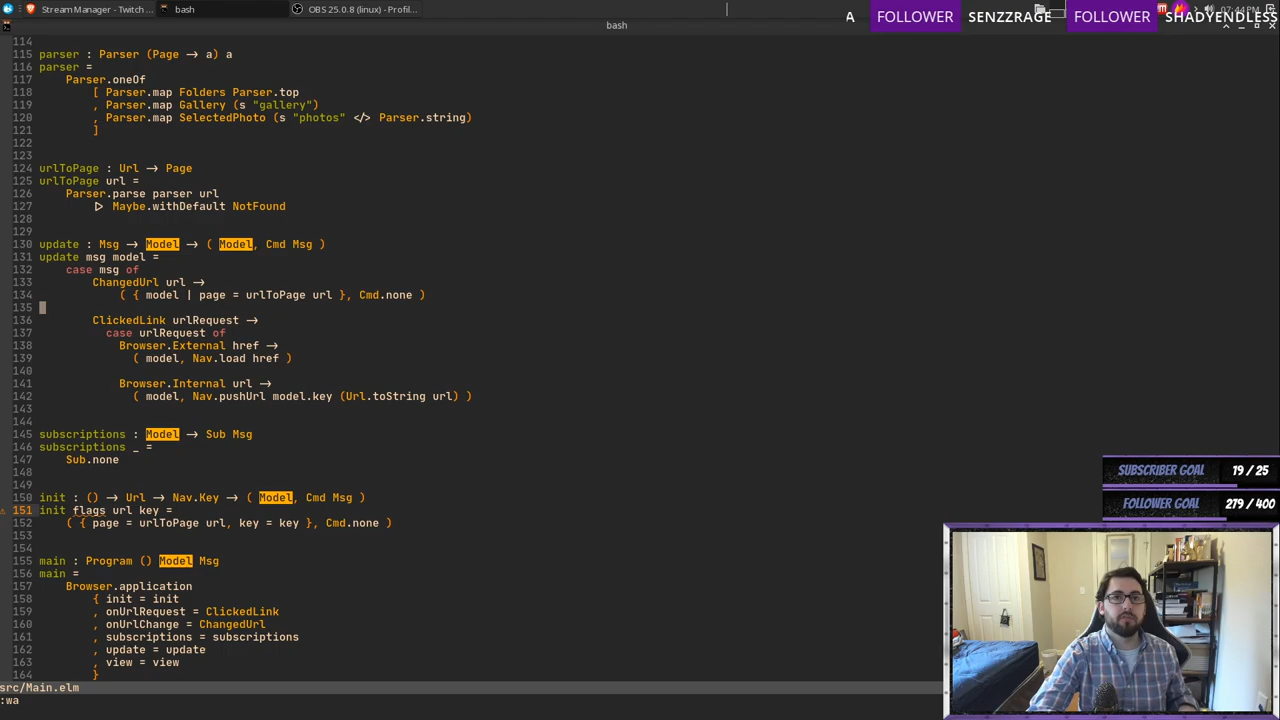 Stream Manager - Twitch
bash
OBS 25.0.8 (linux) - Profil...
07:44 PM
A FOLLOWER SENZZRAGE FOLLOWER SHADYENDLESS
bash
114
115 parser : Parser (Page → a) a
116 parser =
117     Parser.oneOf
118         [ Parser.map Folders Parser.top
119         , Parser.map Gallery (s "gallery")
120         , Parser.map SelectedPhoto (s "photos" </> Parser.string)
121         ]
122
123
124 urlToPage : Url → Page
125 urlToPage url =
126     Parser.parse parser url
127         ▷ Maybe.withDefault NotFound
128
129
130 update : Msg → Model → ( Model, Cmd Msg )
131 update msg model =
132     case msg of
133         ChangedUrl url →
134             ( { model | page = urlToPage url }, Cmd.none )
135
136         ClickedLink urlRequest →
137           case urlRequest of
138             Browser.External href →
139               ( model, Nav.load href )
140
141             Browser.Internal url →
142               ( model, Nav.pushUrl model.key (Url.toString url) )
143
144
145 subscriptions : Model → Sub Msg
146 subscriptions _ =
147     Sub.none
148
149
150 init : () → Url → Nav.Key → ( Model, Cmd Msg )
151 init flags url key =
152     ( { page = urlToPage url, key = key }, Cmd.none )
153
154
155 main : Program () Model Msg
156 main =
157     Browser.application
158         { init = init
159         , onUrlRequest = ClickedLink
160         , onUrlChange = ChangedUrl
161         , subscriptions = subscriptions
162         , update = update
163         , view = view
164         }
src/Main.elm
:wa
SUBSCRIBER GOAL 19 / 25
FOLLOWER GOAL 279 / 400